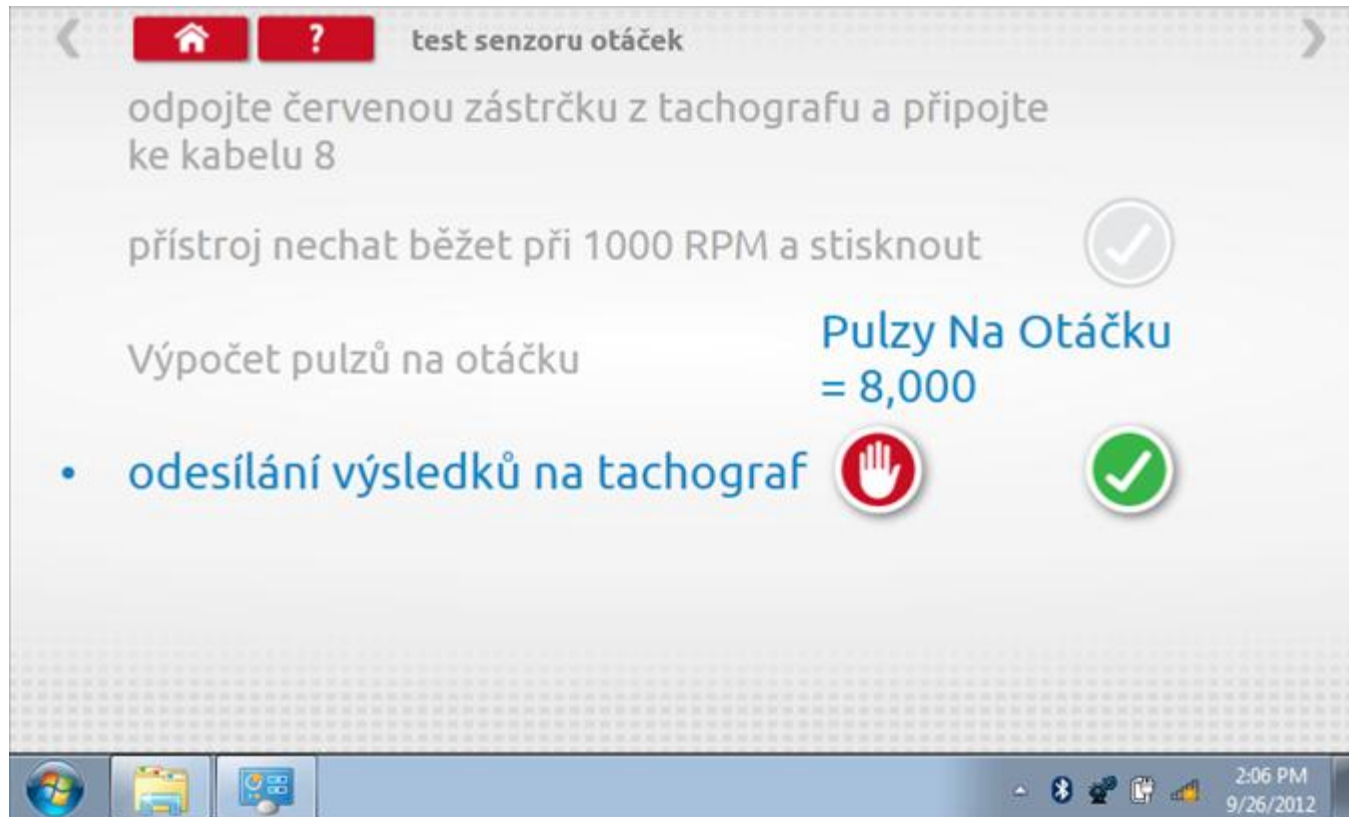 ? test senzoru otáček
odpojte červenou zástrčku z tachografu a připojte
ke kabelu 8
přístroj nechat běžet při 1000 RPM a stisknout
Výpočet pulzů na otáčku
Pulzy Na Otáčku
= 8,000
• odesílání výsledků na tachograf
2:06 PM
9/26/2012